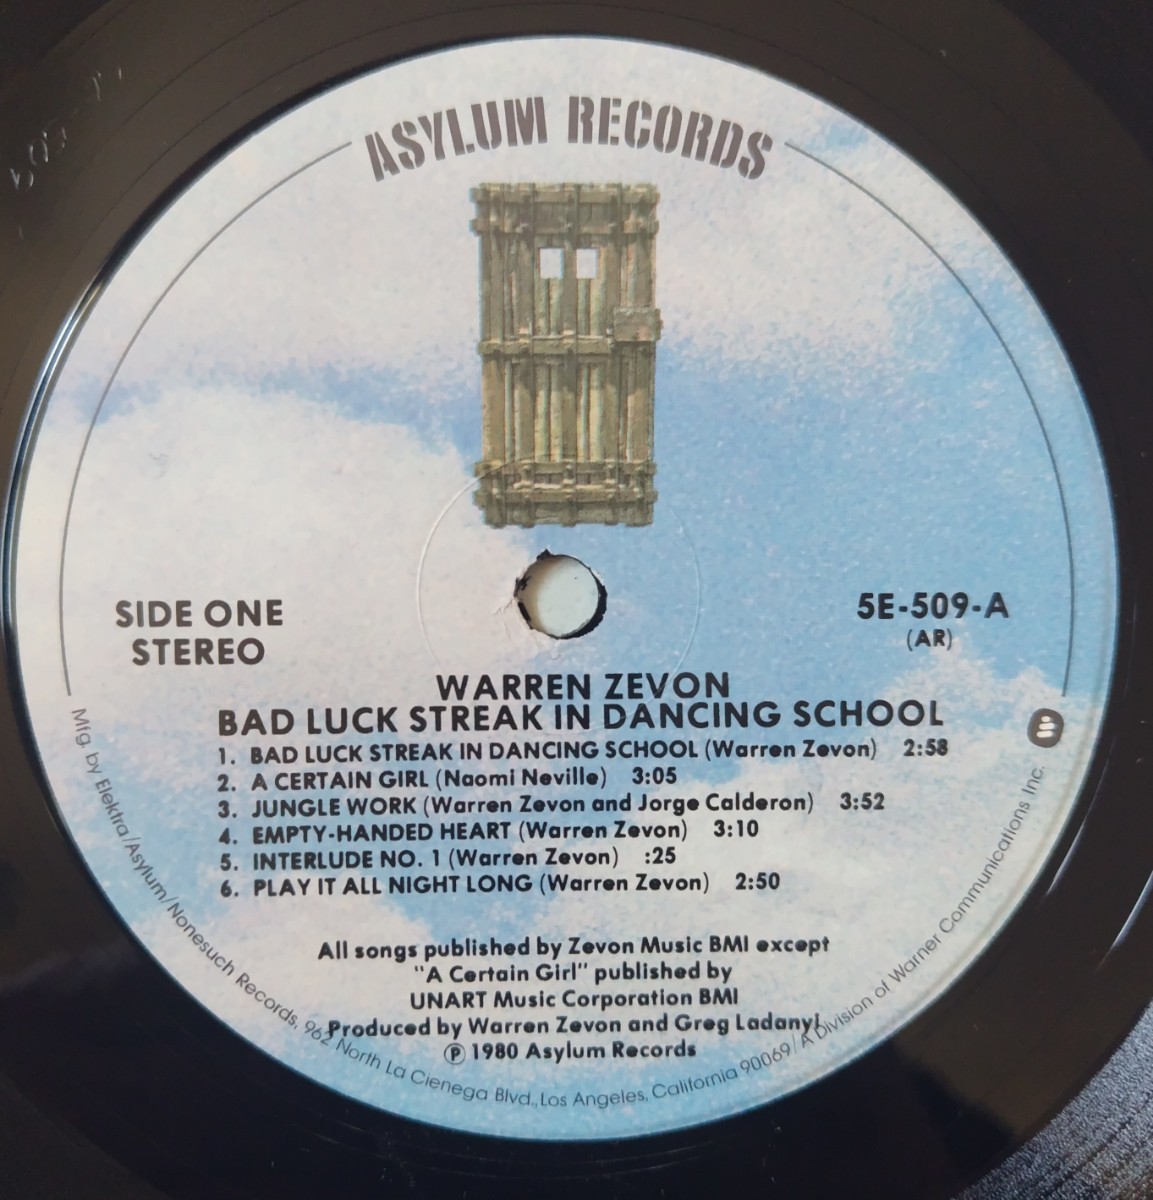 ASYLUM RECORDS
SIDE ONE
STEREO
5E-509-A
(AR)
WARREN ZEVON
BAD LUCK STREAK IN DANCING SCHOOL
1. BAD LUCK STREAK IN DANCING SCHOOL (Warren Zevon) 2:58
2. A CERTAIN GIRL (Naomi Neville) 3:05
3. JUNGLE WORK (Warren Zevon and Jorge Calderon) 3:52
4. EMPTY-HANDED HEART (Warren Zevon) 3:10
5. INTERLUDE NO. 1 (Warren Zevon) :25
6. PLAY IT ALL NIGHT LONG (Warren Zevon) 2:50
All songs published by Zevon Music BMI except
"A Certain Girl" published by
UNART Music Corporation BMI
Produced by Warren Zevon and Greg Ladanyi
℗ 1980 Asylum Records
Mfg. by Elektra/Asylum/Nonesuch Records, 962 North La Cienega Blvd., Los Angeles, California 90069/A Division of Warner Communications Inc.